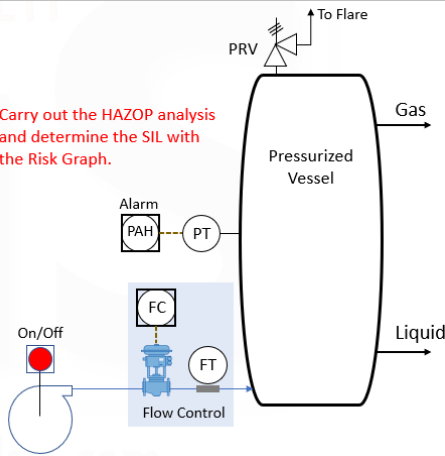 To Flare
PRV
Carry out the HAZOP analysis
and determine the SIL with
the Risk Graph.
Gas
Pressurized
Vessel
Alarm
PAH
PT
FC
On/Off
FT
Liquid
Flow Control